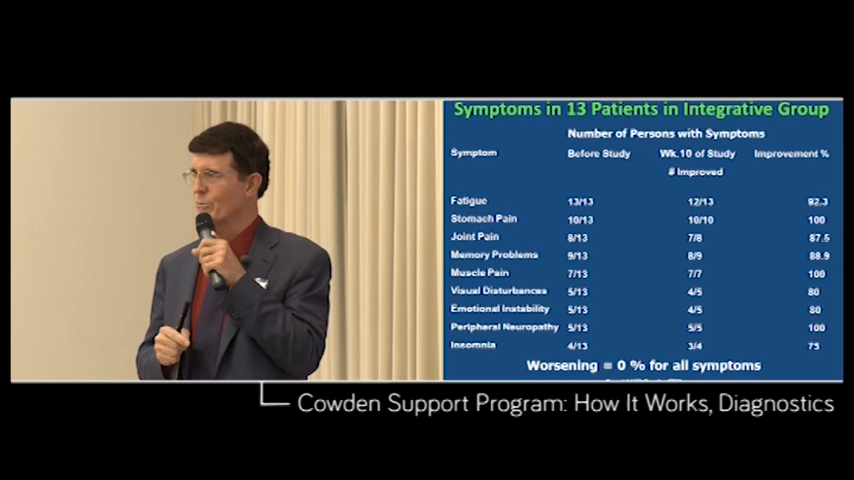 Symptoms in 13 Patients in Integrative Group
Number of Persons with Symptoms
Symptom Before Study Wk.10 of Study Improvement %
# Improved
Fatigue 13/13 12/13 92.3
Stomach Pain 10/13 10/10 100
Joint Pain 8/13 7/8 87.5
Memory Problems 9/13 8/9 88.9
Muscle Pain 7/13 7/7 100
Visual Disturbances 5/13 4/5 80
Emotional Instability 5/13 4/5 80
Peripheral Neuropathy 5/13 5/5 100
Insomnia 4/13 3/4 75
Worsening = 0 % for all symptoms
Cowden Support Program: How It Works, Diagnostics